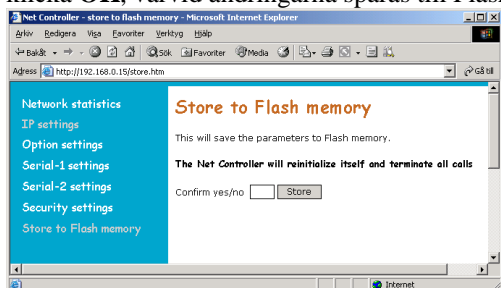 klicka OK, varvid ändringarna sparas till Flash
Net Controller - store to flash memory - Microsoft Internet Explorer
Arkiv Redigera Visa Favoriter Verktyg Hjälp
Bakåt Sök Favoriter Media
Adress http://192.168.0.15/store.htm Gå till
Network statistics
IP settings
Option settings
Serial-1 settings
Serial-2 settings
Security settings
Store to Flash memory
Store to Flash memory
This will save the parameters to Flash memory.
The Net Controller will reinitialize itself and terminate all calls
Confirm yes/no Store
Internet